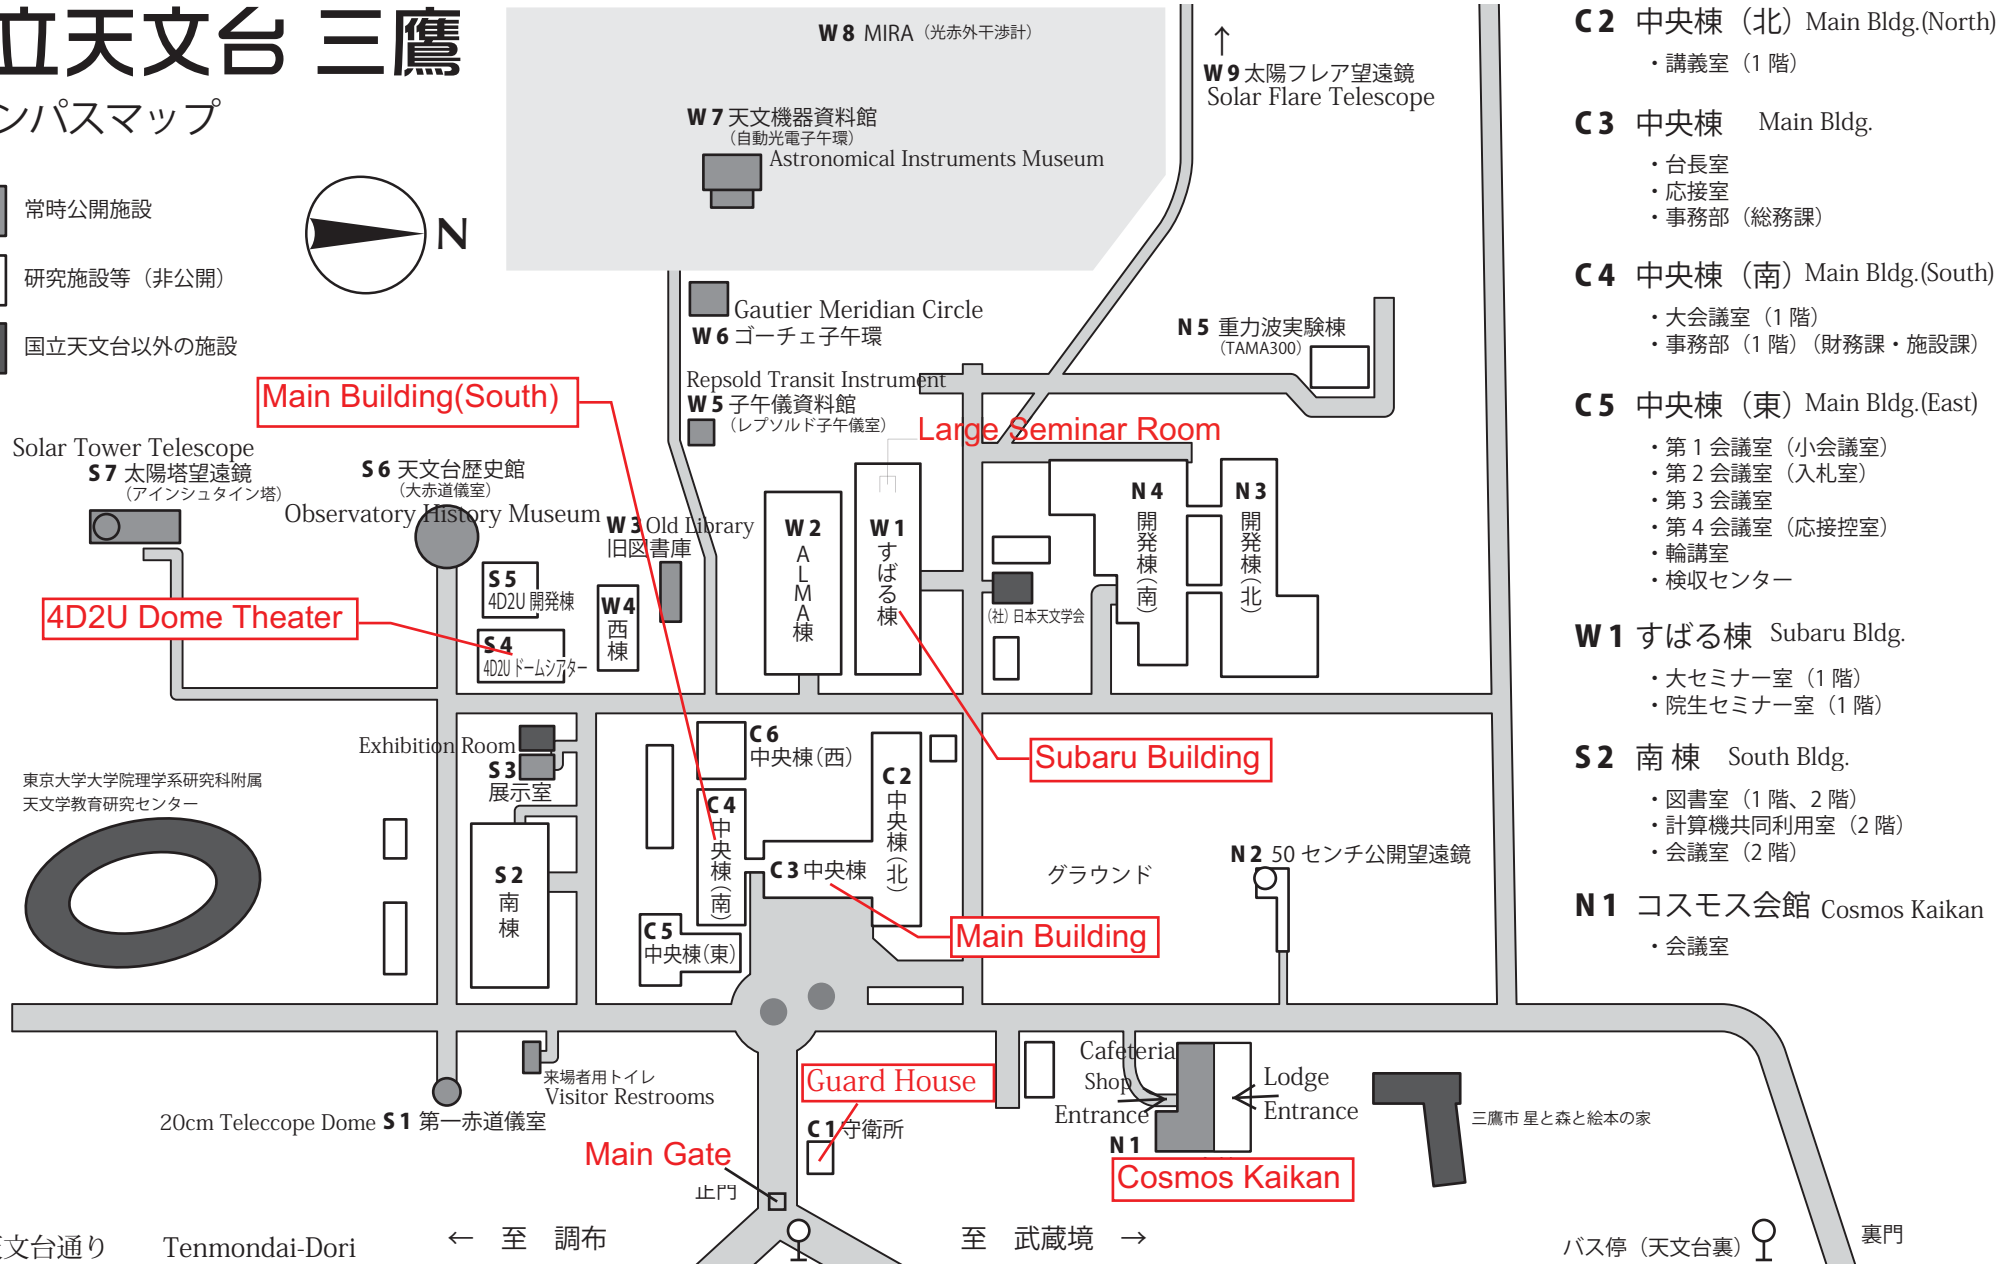 立天文台 三鷹
ンパスマップ
常時公開施設
研究施設等（非公開）
国立天文台以外の施設
N
W 8 MIRA（光赤外干渉計）
W 7 天文機器資料館
（自動光電子午環）
Astronomical Instruments Museum
↑
W 9 太陽フレア望遠鏡
Solar Flare Telescope
Gautier Meridian Circle
W 6 ゴーチェ子午環
N 5 重力波実験棟
（TAMA300）
Main Building(South)
Repsold Transit Instrument
W 5 子午儀資料館
（レプソルド子午儀室）
Large Seminar Room
Solar Tower Telescope
S 7 太陽塔望遠鏡
（アインシュタイン塔）
S 6 天文台歴史館
（大赤道儀室）
Observatory History Museum
W 3 Old Library
旧図書庫
W 2
ALMA棟
W 1
すばる棟
N 4
開発棟（南）
N 3
開発棟（北）
S 5
4D2U 開発棟
W 4
西棟
4D2U Dome Theater
S 4
4D2U ドームシアター
（社）日本天文学会
Exhibition Room
S 3
展示室
C 6
中央棟（西）
C 2
中央棟（北）
Subaru Building
東京大学大学院理学系研究科附属
天文学教育研究センター
C 4
中央棟（南）
S 2
南棟
C 3 中央棟
グラウンド
N 2 50 センチ公開望遠鏡
C 5
中央棟（東）
Main Building
来場者用トイレ
Visitor Restrooms
Guard House
Cafeteria
Shop
Entrance
Lodge
Entrance
20cm Teleccope Dome S 1 第一赤道儀室
C 1 守衛所
N 1
三鷹市 星と森と絵本の家
Main Gate
正門
Cosmos Kaikan
天文台通り Tenmondai-Dori
← 至 調布
至 武蔵境 →
バス停（天文台裏）
裏門
C 2 中央棟（北）Main Bldg.(North)
・講義室（1 階）
C 3 中央棟 Main Bldg.
・台長室
・応接室
・事務部（総務課）
C 4 中央棟（南）Main Bldg.(South)
・大会議室（1 階）
・事務部（1 階）（財務課・施設課）
C 5 中央棟（東）Main Bldg.(East)
・第 1 会議室（小会議室）
・第 2 会議室（入札室）
・第 3 会議室
・第 4 会議室（応接控室）
・輪講室
・検収センター
W 1 すばる棟 Subaru Bldg.
・大セミナー室（1 階）
・院生セミナー室（1 階）
S 2 南 棟 South Bldg.
・図書室（1 階、2 階）
・計算機共同利用室（2 階）
・会議室（2 階）
N 1 コスモス会館 Cosmos Kaikan
・会議室